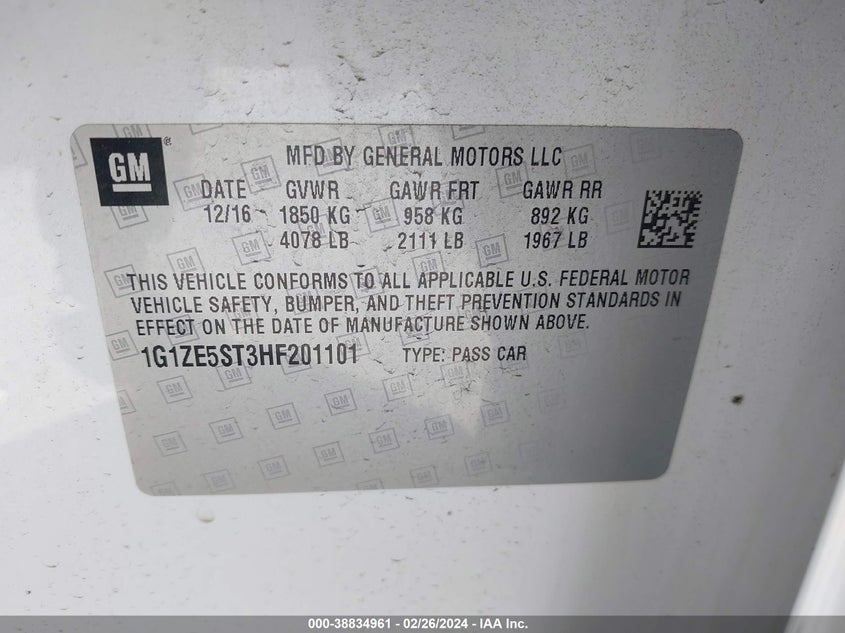 GM
MFD BY GENERAL MOTORS LLC
DATE GVWR GAWR FRT GAWR RR
12/16 1850 KG 958 KG 892 KG
4078 LB 2111 LB 1967 LB
THIS VEHICLE CONFORMS TO ALL APPLICABLE U.S. FEDERAL MOTOR
VEHICLE SAFETY, BUMPER, AND THEFT PREVENTION STANDARDS IN
EFFECT ON THE DATE OF MANUFACTURE SHOWN ABOVE.
1G1ZE5ST3HF201101 TYPE: PASS CAR
000-38834961 - 02/26/2024 - IAA Inc.